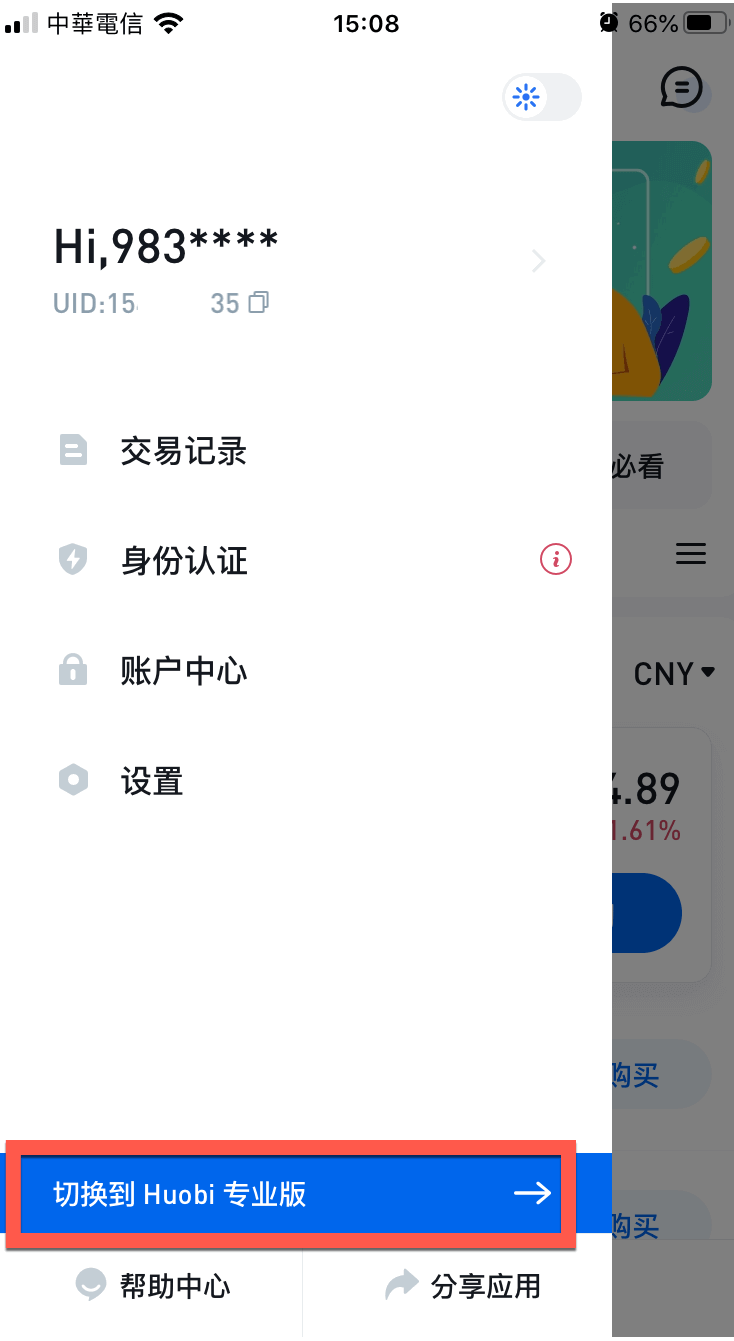 中華電信 15:08 66%
Hi,983****
UID:15 35
交易记录
必看
身份认证
账户中心
CNY
设置
4.89
1.61%
购买
切换到 Huobi 专业版
购买
帮助中心 分享应用